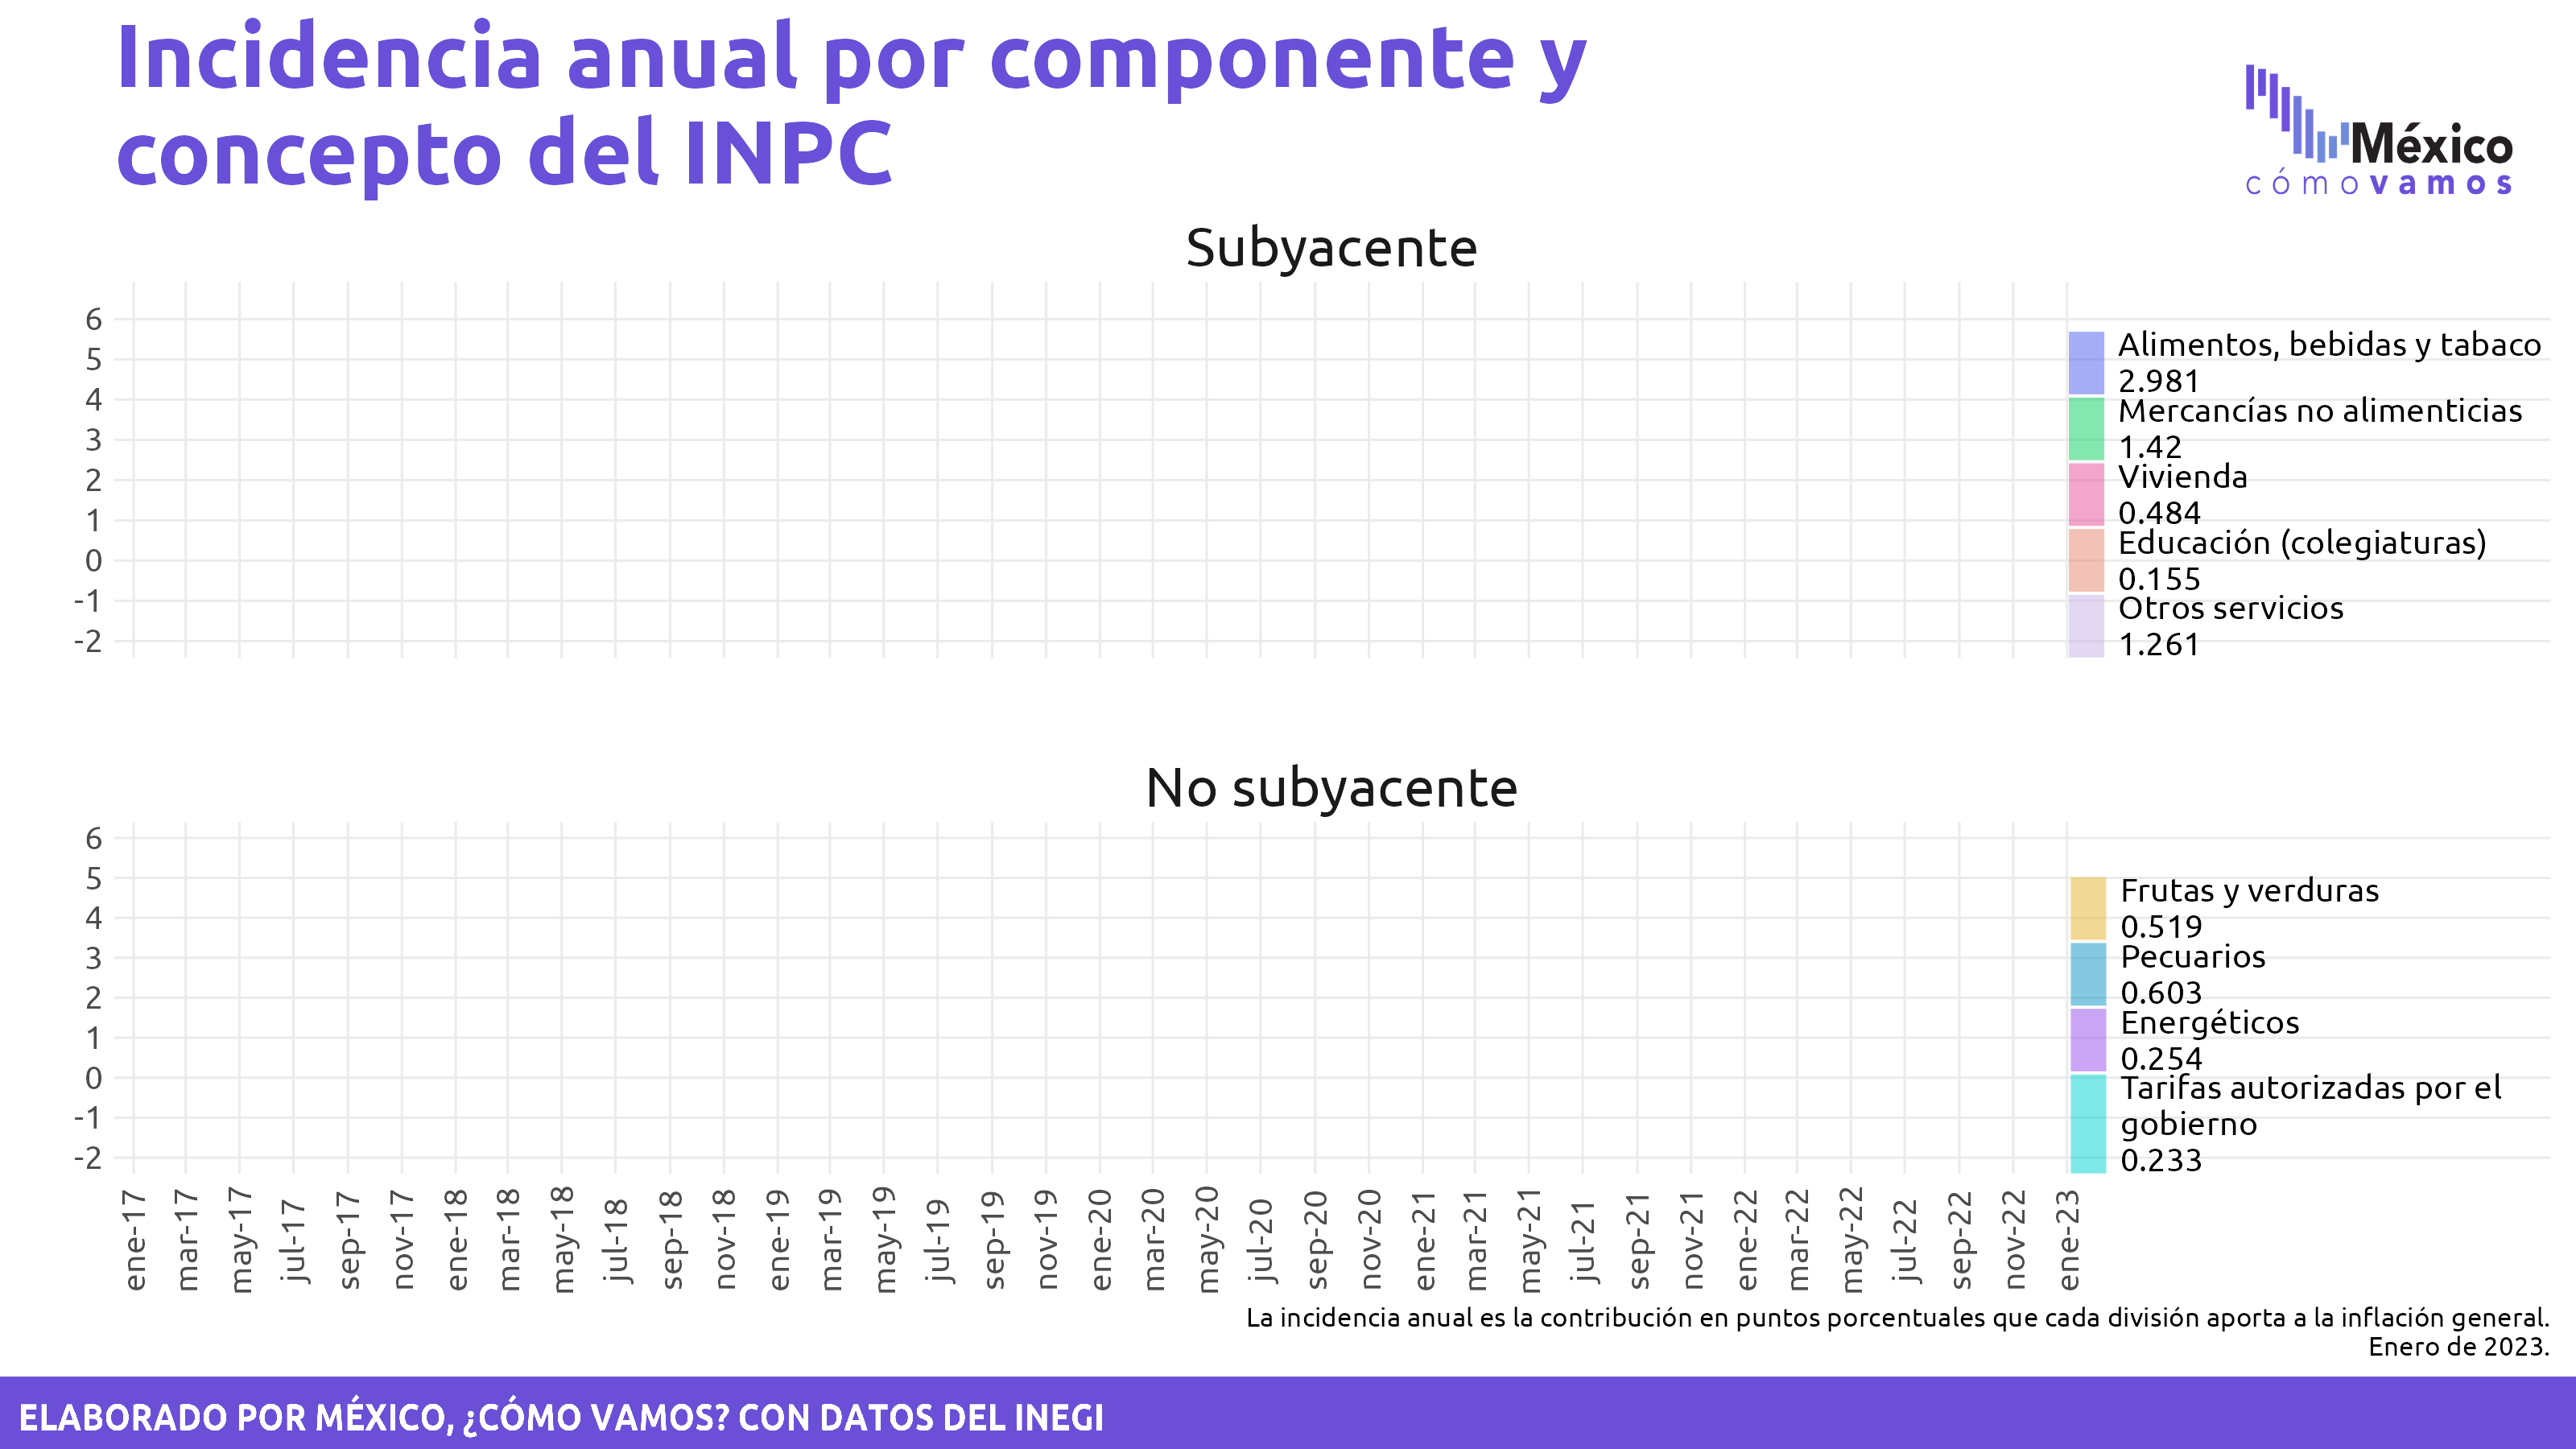 Incidencia anual por componente y
concepto del INPC
México
cómo vamos
Subyacente
6
5
4
3
2
1
0
-1
-2
Alimentos, bebidas y tabaco
2.981
Mercancías no alimenticias
1.42
Vivienda
0.484
Educación (colegiaturas)
0.155
Otros servicios
1.261
No subyacente
6
5
4
3
2
1
0
-1
-2
Frutas y verduras
0.519
Pecuarios
0.603
Energéticos
0.254
Tarifas autorizadas por el
gobierno
0.233
ene-17
mar-17
may-17
jul-17
sep-17
nov-17
ene-18
mar-18
may-18
jul-18
sep-18
nov-18
ene-19
mar-19
may-19
jul-19
sep-19
nov-19
ene-20
mar-20
may-20
jul-20
sep-20
nov-20
ene-21
mar-21
may-21
jul-21
sep-21
nov-21
ene-22
mar-22
may-22
jul-22
sep-22
nov-22
ene-23
La incidencia anual es la contribución en puntos porcentuales que cada división aporta a la inflación general.
Enero de 2023.
ELABORADO POR MÉXICO, ¿CÓMO VAMOS? CON DATOS DEL INEGI